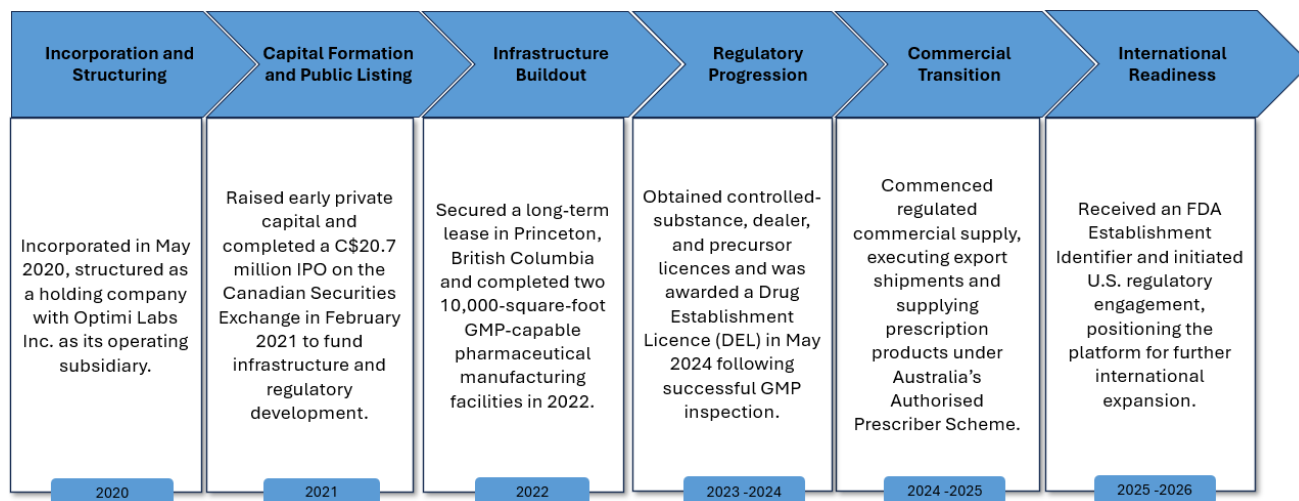 Incorporation and
Structuring
Capital Formation
and Public Listing
Infrastructure
Buildout
Regulatory
Progression
Commercial
Transition
International
Readiness
Incorporated in May
2020, structured as
a holding company
with Optimi Labs
Inc. as its operating
subsidiary.
Raised early private
capital and
completed a C$20.7
million IPO on the
Canadian Securities
Exchange in February
2021 to fund
infrastructure and
regulatory
development.
Secured a long-term
lease in Princeton,
British Columbia
and completed two
10,000-square-foot
GMP-capable
pharmaceutical
manufacturing
facilities in 2022.
Obtained controlled-
substance, dealer,
and precursor
licences and was
awarded a Drug
Establishment
Licence (DEL) in May
2024 following
successful GMP
inspection.
Commenced
regulated
commercial supply,
executing export
shipments and
supplying
prescription
products under
Australia’s
Authorised
Prescriber Scheme.
Received an FDA
Establishment
Identifier and initiated
U.S. regulatory
engagement,
positioning the
platform for further
international
expansion.
2020
2021
2022
2023 -2024
2024 -2025
2025 -2026